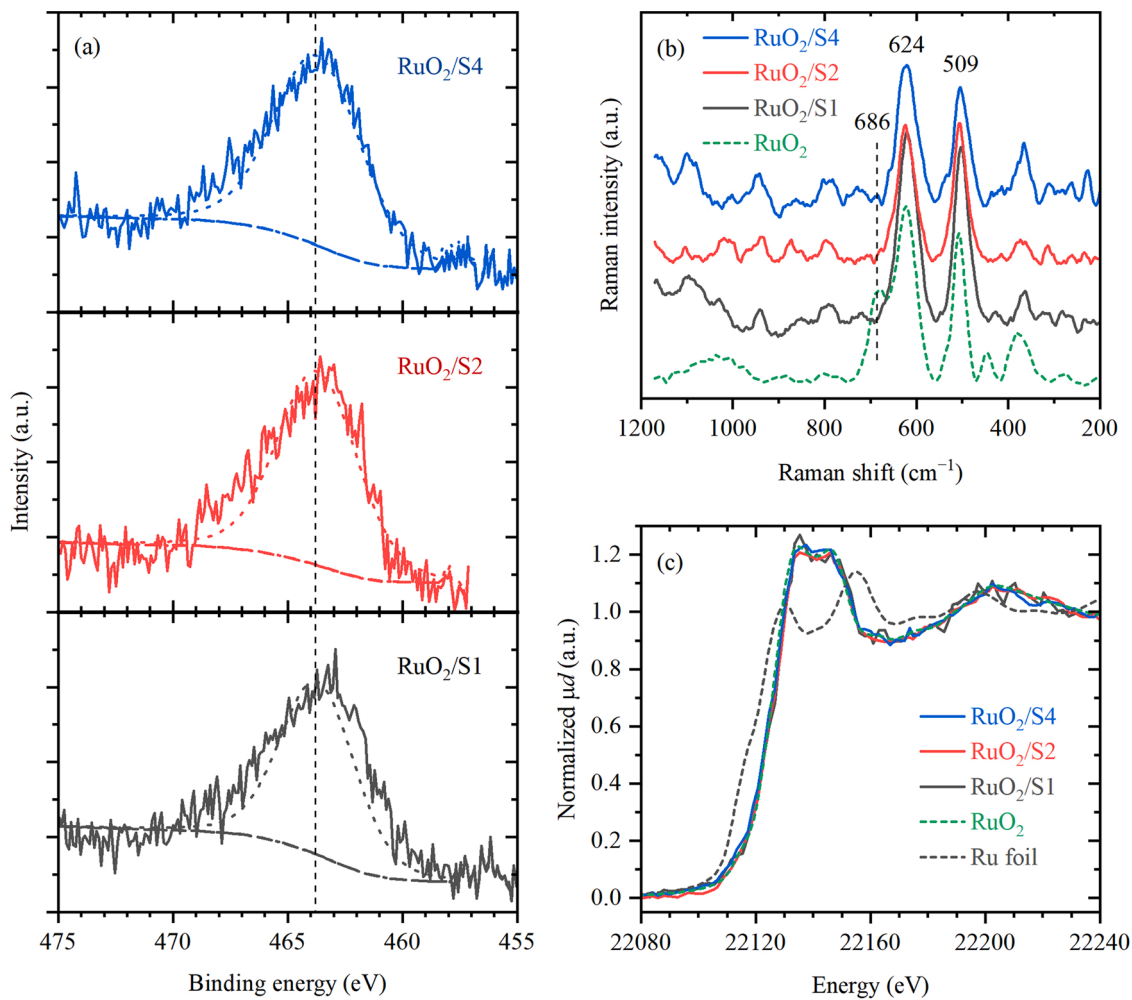 (a)
RuO₂/S4
RuO₂/S2
RuO₂/S1
Intensity (a.u.)
475 470 465 460 455
Binding energy (eV)
(b)
RuO₂/S4
RuO₂/S2
RuO₂/S1
RuO₂
624
509
686
Raman intensity (a.u.)
1200 1000 800 600 400 200
Raman shift (cm⁻¹)
(c)
1.2
1.0
0.8
0.6
0.4
0.2
0.0
Normalized μd (a.u.)
RuO₂/S4
RuO₂/S2
RuO₂/S1
RuO₂
Ru foil
22080 22120 22160 22200 22240
Energy (eV)